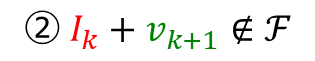 ② I_k + v_{k+1} ∉ ℱ